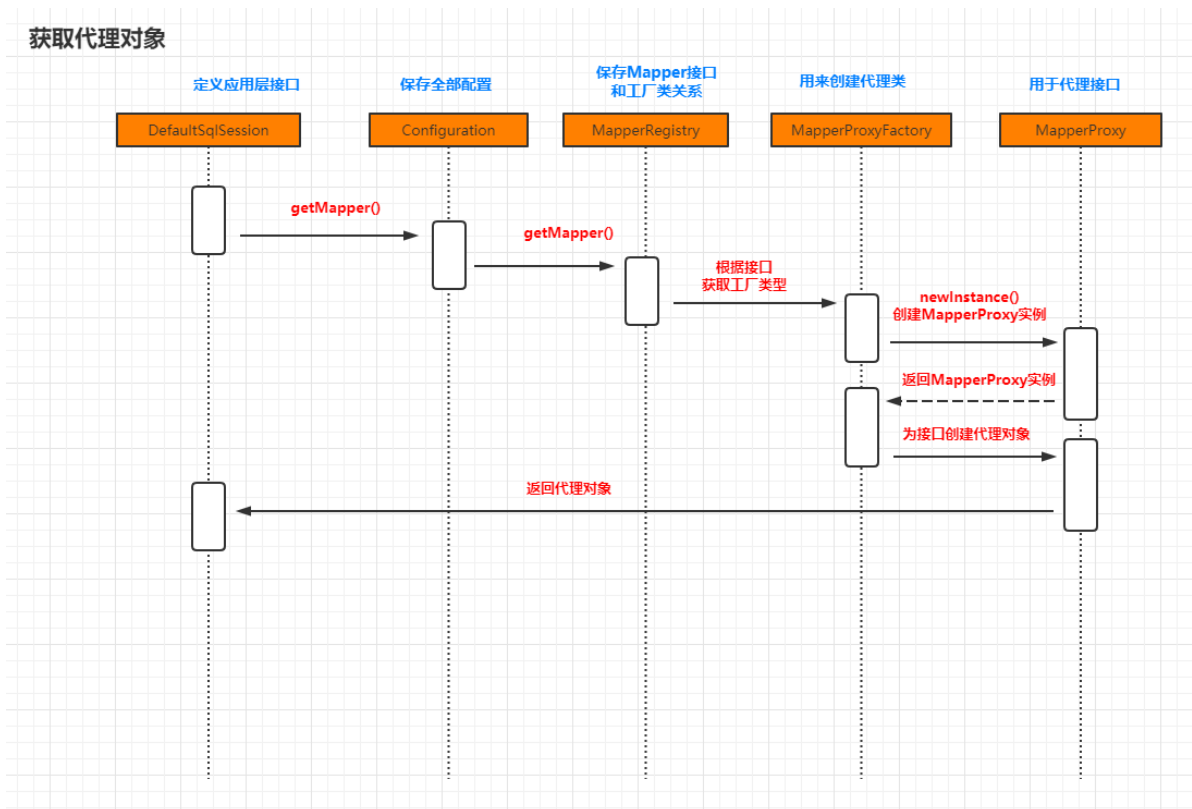 获取代理对象
定义应用层接口
保存全部配置
保存Mapper接口
和工厂类关系
用来创建代理类
用于代理接口
DefaultSqlSession
Configuration
MapperRegistry
MapperProxyFactory
MapperProxy
getMapper()
getMapper()
根据接口
获取工厂类型
newInstance()
创建MapperProxy实例
返回MapperProxy实例
为接口创建代理对象
返回代理对象